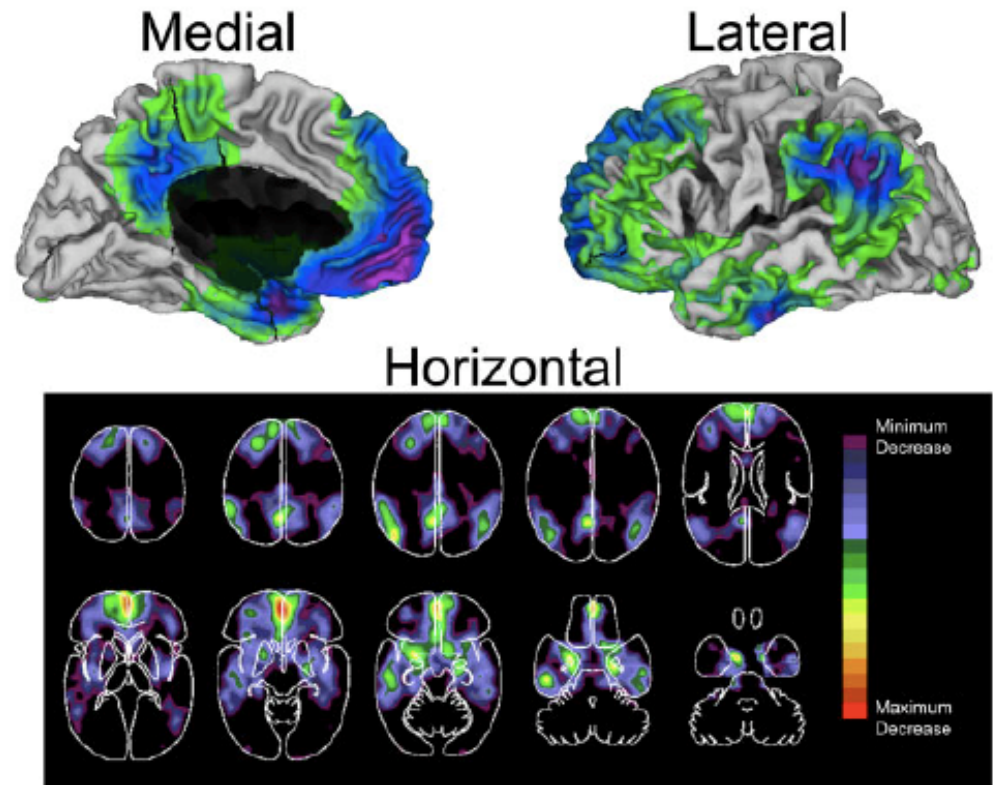 Medial
Lateral
Horizontal
Minimum
Decrease
Maximum
Decrease